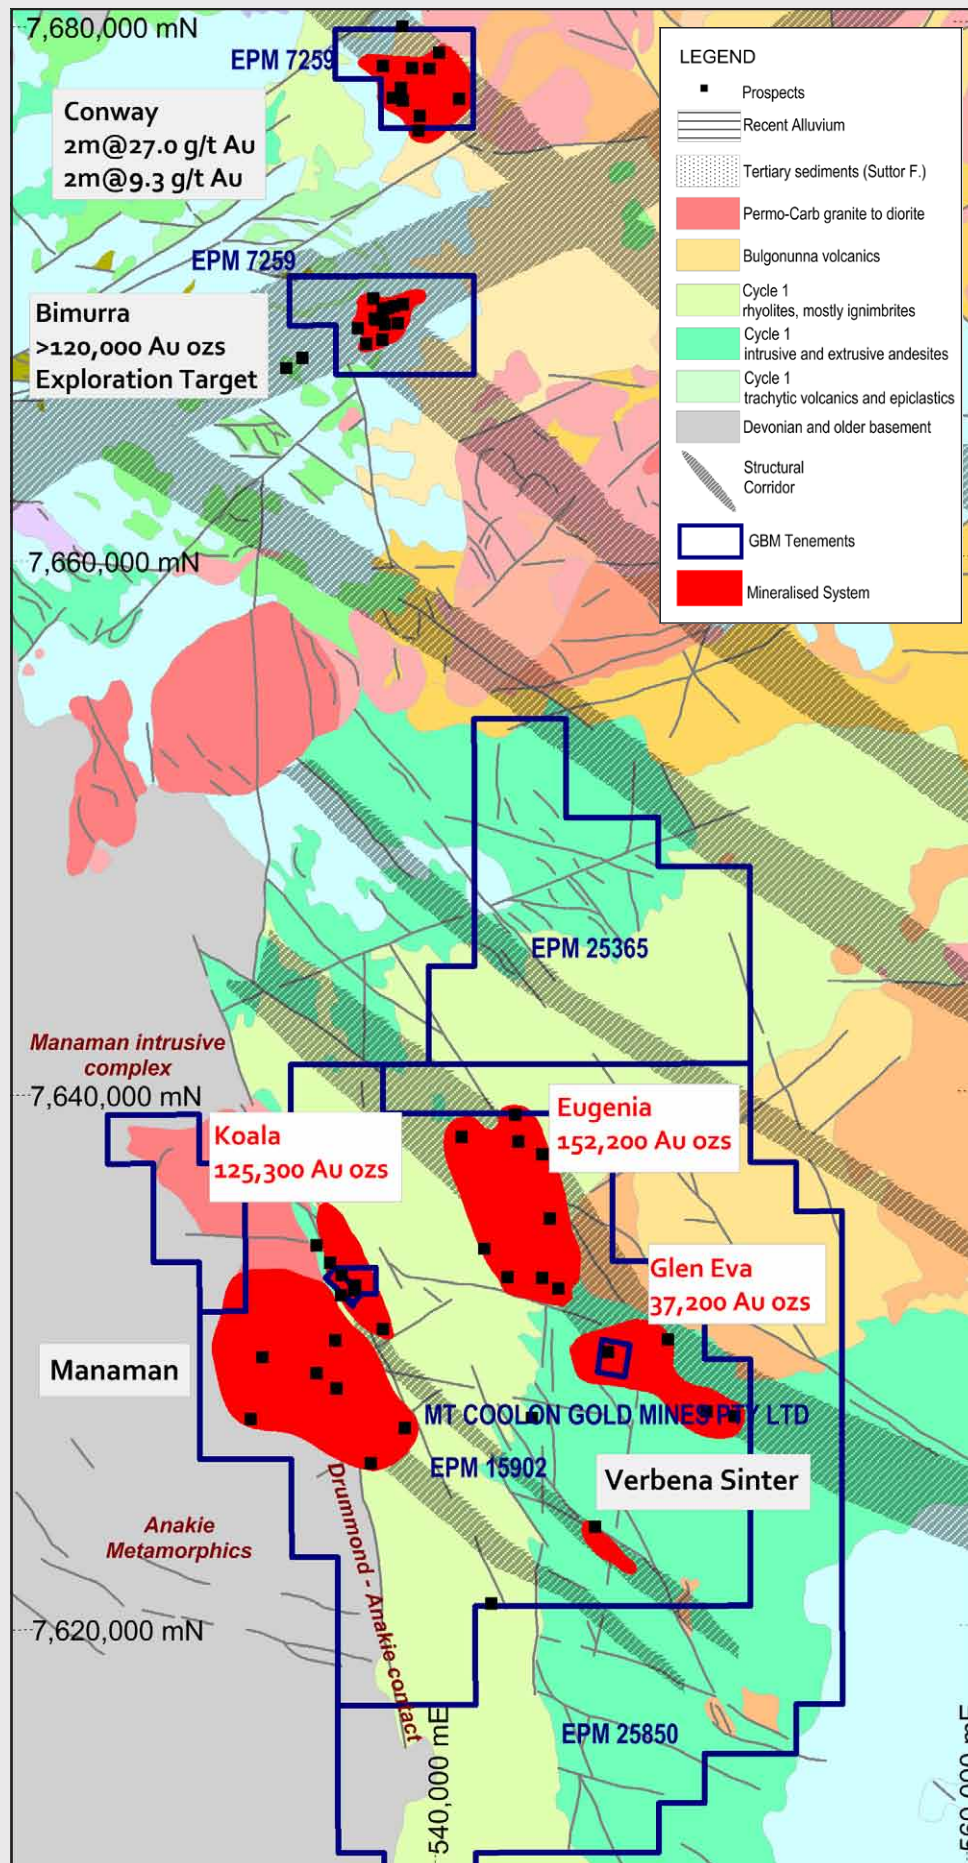 7,680,000 mN
EPM 7259
Conway
2m@27.0 g/t Au
2m@9.3 g/t Au
EPM 7259
Bimurra
>120,000 Au ozs
Exploration Target
LEGEND
Prospects
Recent Alluvium
Tertiary sediments (Suttor F.)
Permo-Carb granite to diorite
Bulgonunna volcanics
Cycle 1
rhyolites, mostly ignimbrites
Cycle 1
intrusive and extrusive andesites
Cycle 1
trachytic volcanics and epiclastics
Devonian and older basement
Structural
Corridor
GBM Tenements
Mineralised System
7,660,000 mN
EPM 25365
Manaman intrusive
complex
7,640,000 mN
Koala
125,300 Au ozs
Eugenia
152,200 Au ozs
Glen Eva
37,200 Au ozs
Manaman
MT COOLON GOLD MINES PTY LTD
EPM 15902
Verbena Sinter
Anakie
Metamorphics
Drummond - Anakie contact
7,620,000 mN
EPM 25850
540,000 mE
560,000 mE